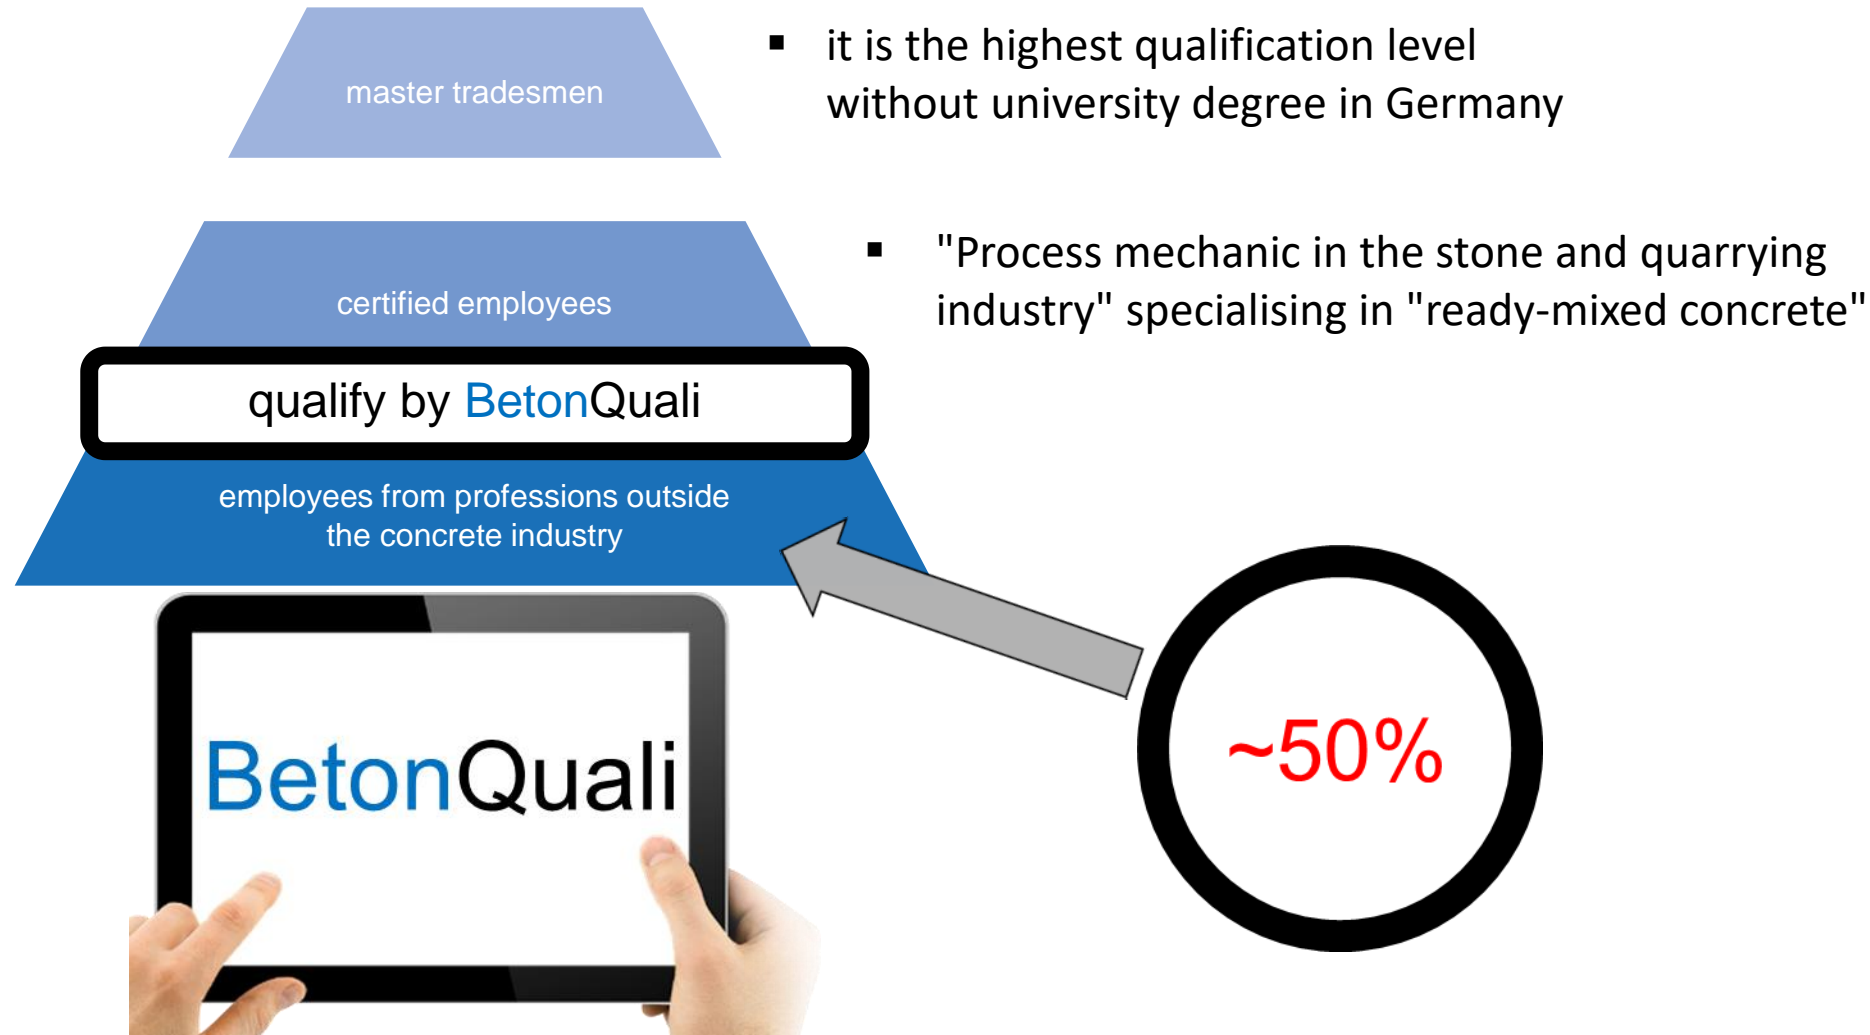 master tradesmen
▪ it is the highest qualification level
without university degree in Germany
certified employees
▪ "Process mechanic in the stone and quarrying
industry" specialising in "ready-mixed concrete"
qualify by BetonQuali
employees from professions outside
the concrete industry
BetonQuali
~50%